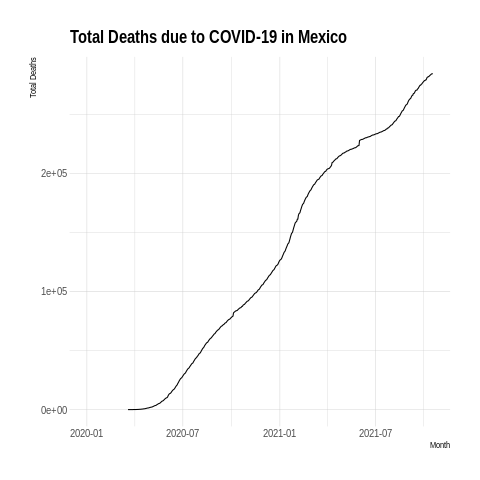 Total Deaths due to COVID-19 in Mexico
Total Deaths
2e+05
1e+05
0e+00
2020-01 2020-07 2021-01 2021-07
Month